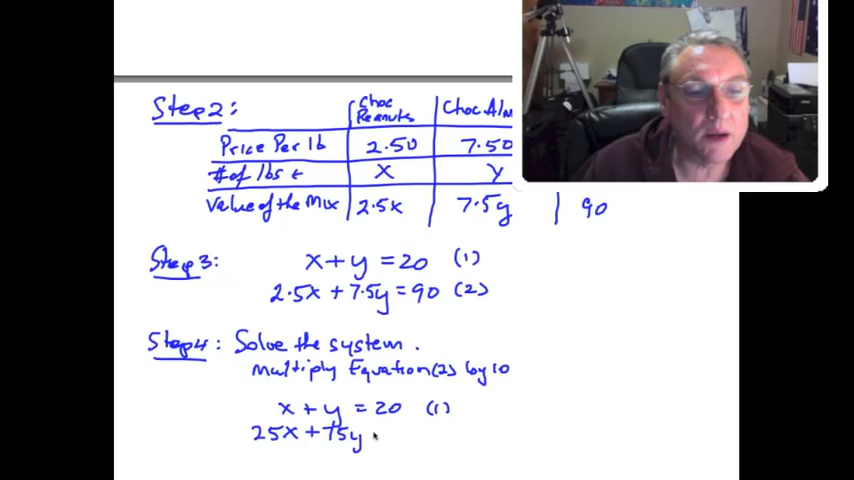 Step 2:
Choc Peanuts Choc Alm
Price Per lb 2.50 7.50
# of lbs ← X Y
Value of the Mix 2.5x 7.5y 90
Step 3: x + y = 20 (1)
2.5x + 7.5y = 90 (2)
Step 4: Solve the system.
Multiply Equation (2) by 10
x + y = 20 (1)
25x + 75y